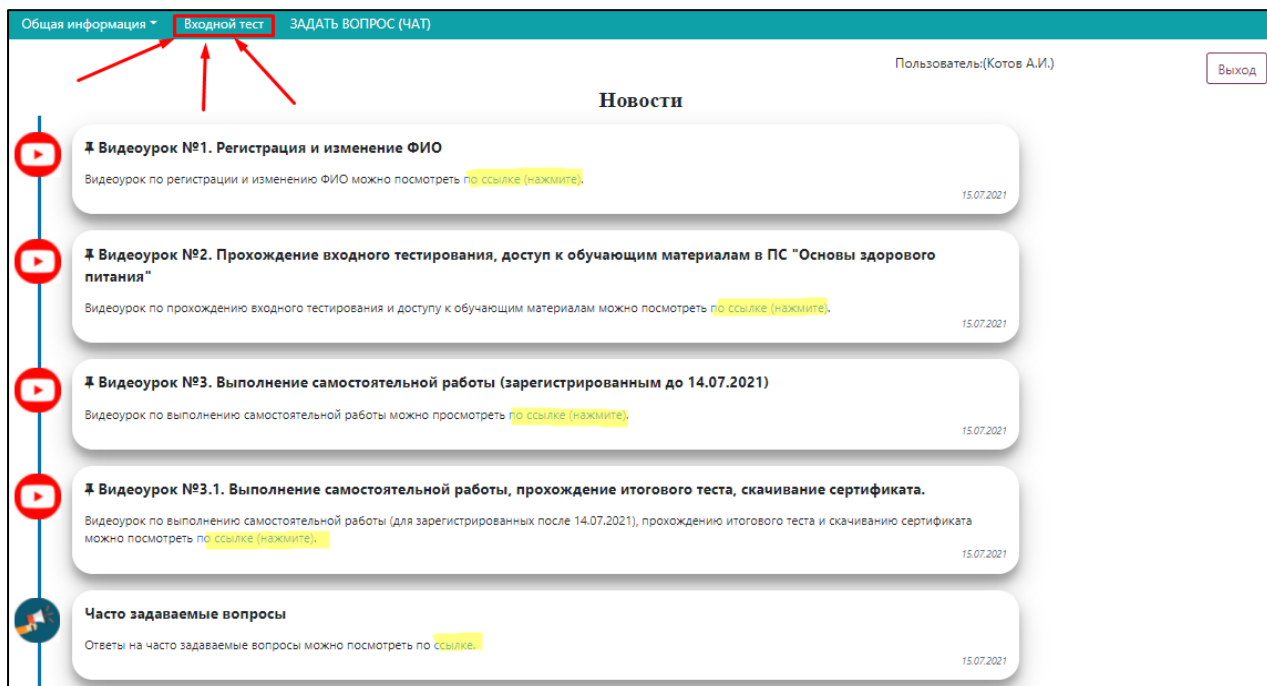 Общая информация Входной тест ЗАДАТЬ ВОПРОС (ЧАТ)
Пользователь:(Котов А.И.)
Выход
Новости
Видеоурок №1. Регистрация и изменение ФИО
Видеоурок по регистрации и изменению ФИО можно посмотреть по ссылке (нажмите).
15.07.2021
Видеоурок №2. Прохождение входного тестирования, доступ к обучающим материалам в ПС "Основы здорового
питания"
Видеоурок по прохождению входного тестирования и доступу к обучающим материалам можно посмотреть по ссылке (нажмите).
15.07.2021
Видеоурок №3. Выполнение самостоятельной работы (зарегистрированным до 14.07.2021)
Видеоурок по выполнению самостоятельной работы можно просмотреть по ссылке (нажмите).
15.07.2021
Видеоурок №3.1. Выполнение самостоятельной работы, прохождение итогового теста, скачивание сертификата.
Видеоурок по выполнению самостоятельной работы (для зарегистрированных после 14.07.2021), прохождению итогового теста и скачиванию сертификата
можно посмотреть по ссылке (нажмите).
15.07.2021
Часто задаваемые вопросы
Ответы на часто задаваемые вопросы можно посмотреть по ссылке.
15.07.2021